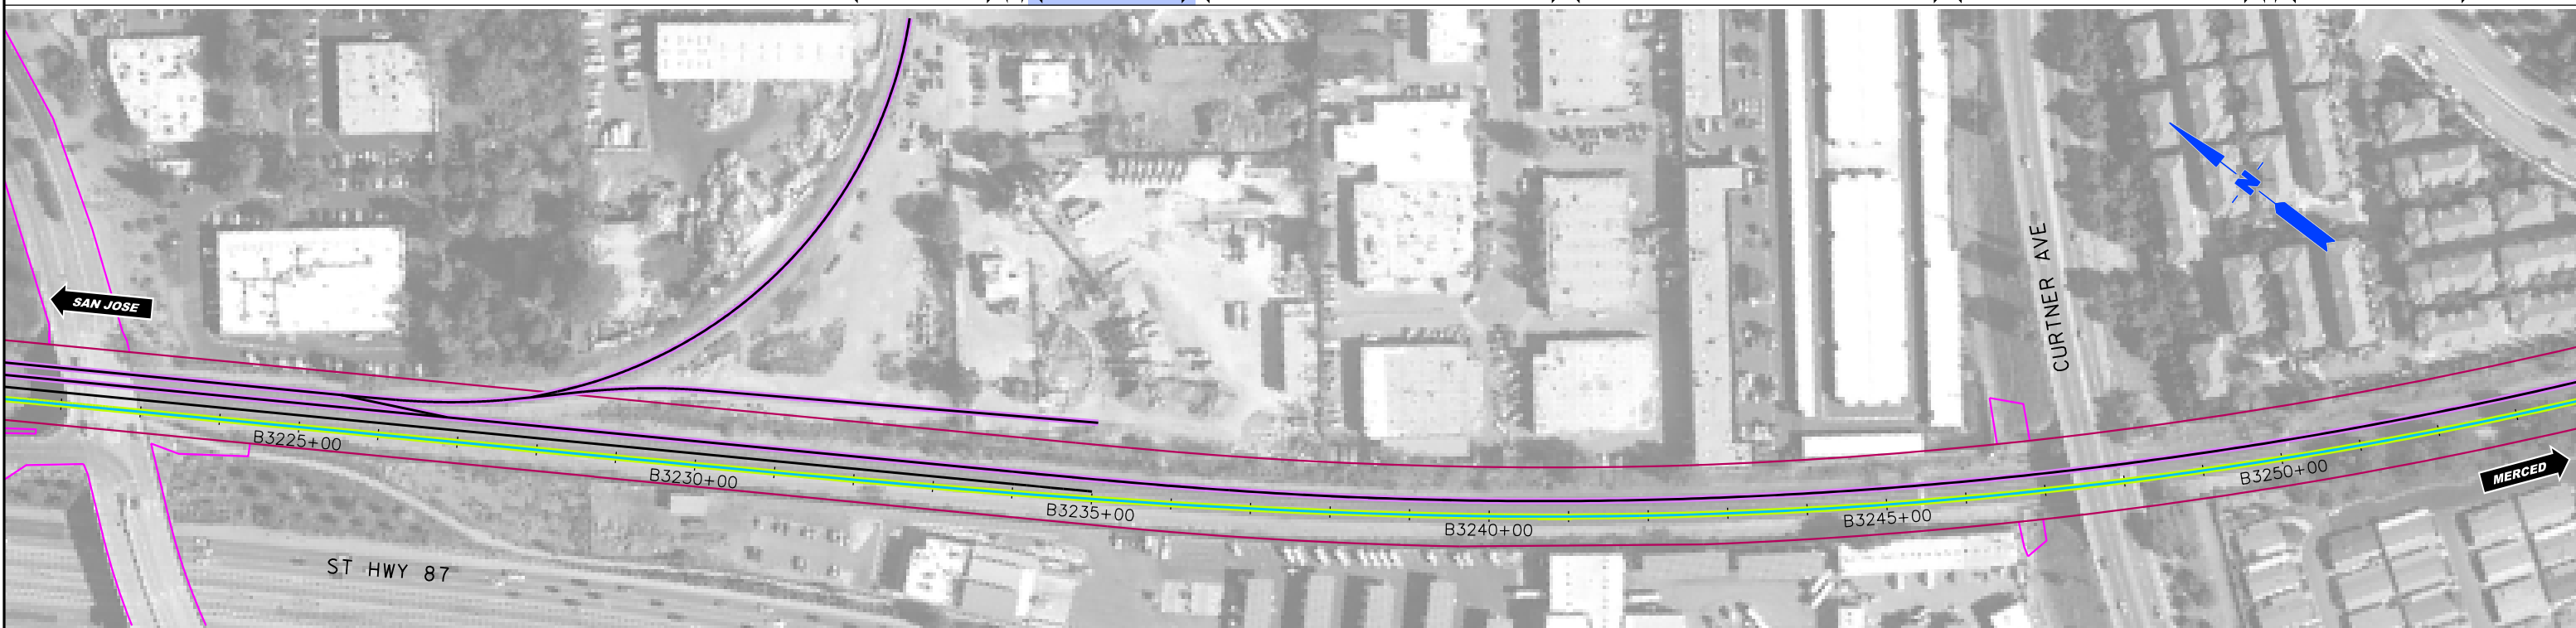 N
CURTNER AVE
SAN JOSE
B3225+00
B3230+00
B3235+00
B3240+00
B3245+00
B3250+00
MERCED
ST HWY 87